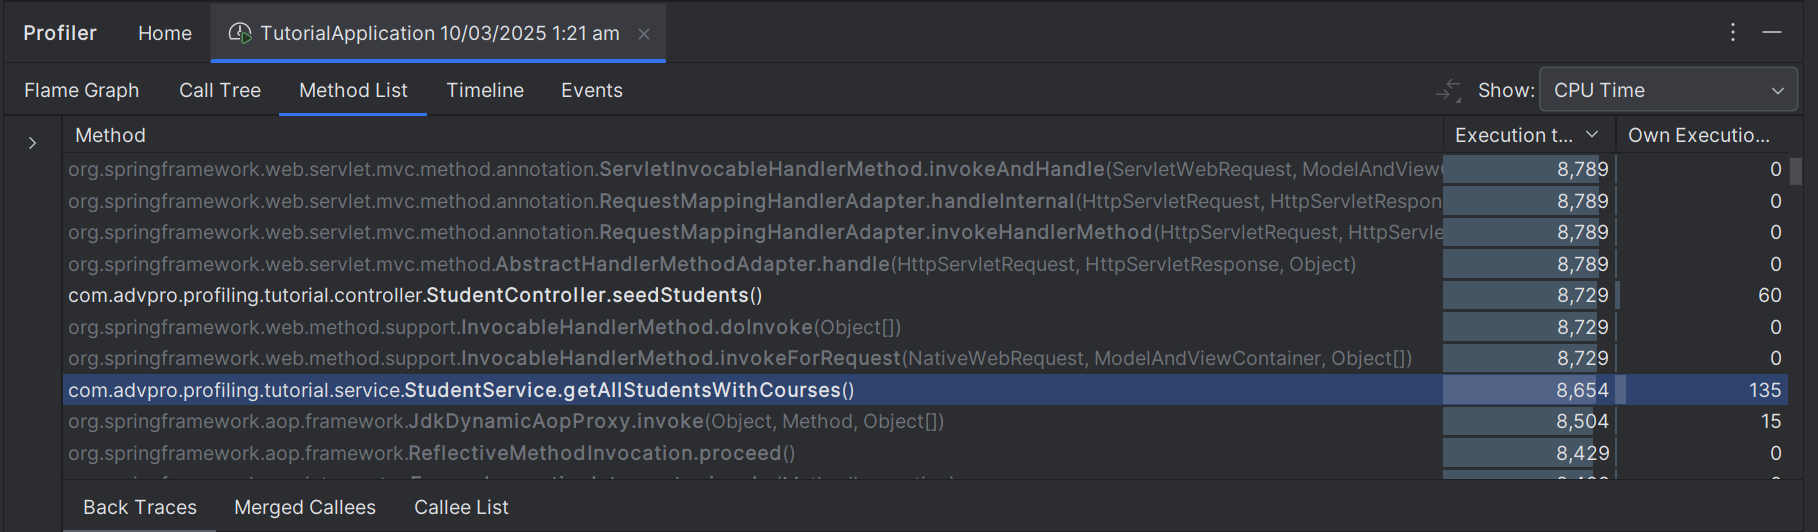 Profiler Home TutorialApplication 10/03/2025 1:21 am
Flame Graph Call Tree Method List Timeline Events Show: CPU Time
Method Execution t... Own Executio...
org.springframework.web.servlet.mvc.method.annotation.ServletInvocableHandlerMethod.invokeAndHandle(ServletWebRequest, ModelAndView 8,789 0
org.springframework.web.servlet.mvc.method.annotation.RequestMappingHandlerAdapter.handleInternal(HttpServletRequest, HttpServletRespon 8,789 0
org.springframework.web.servlet.mvc.method.annotation.RequestMappingHandlerAdapter.invokeHandlerMethod(HttpServletRequest, HttpServle 8,789 0
org.springframework.web.servlet.mvc.method.AbstractHandlerMethodAdapter.handle(HttpServletRequest, HttpServletResponse, Object) 8,789 0
com.advpro.profiling.tutorial.controller.StudentController.seedStudents() 8,729 60
org.springframework.web.method.support.InvocableHandlerMethod.doInvoke(Object[]) 8,729 0
org.springframework.web.method.support.InvocableHandlerMethod.invokeForRequest(NativeWebRequest, ModelAndViewContainer, Object[]) 8,729 0
com.advpro.profiling.tutorial.service.StudentService.getAllStudentsWithCourses() 8,654 135
org.springframework.aop.framework.JdkDynamicAopProxy.invoke(Object, Method, Object[]) 8,504 15
org.springframework.aop.framework.ReflectiveMethodInvocation.proceed() 8,429 0
Back Traces Merged Callees Callee List